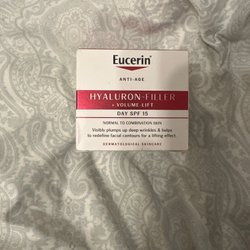 Eucerin®
ANTI-AGE
HYALURON-FILLER
+ VOLUME-LIFT
DAY SPF 15
NORMAL TO COMBINATION SKIN
Visibly plumps up deep wrinkles & helps
to redefine facial contours for a lifting effect.
DERMATOLOGICAL SKINCARE